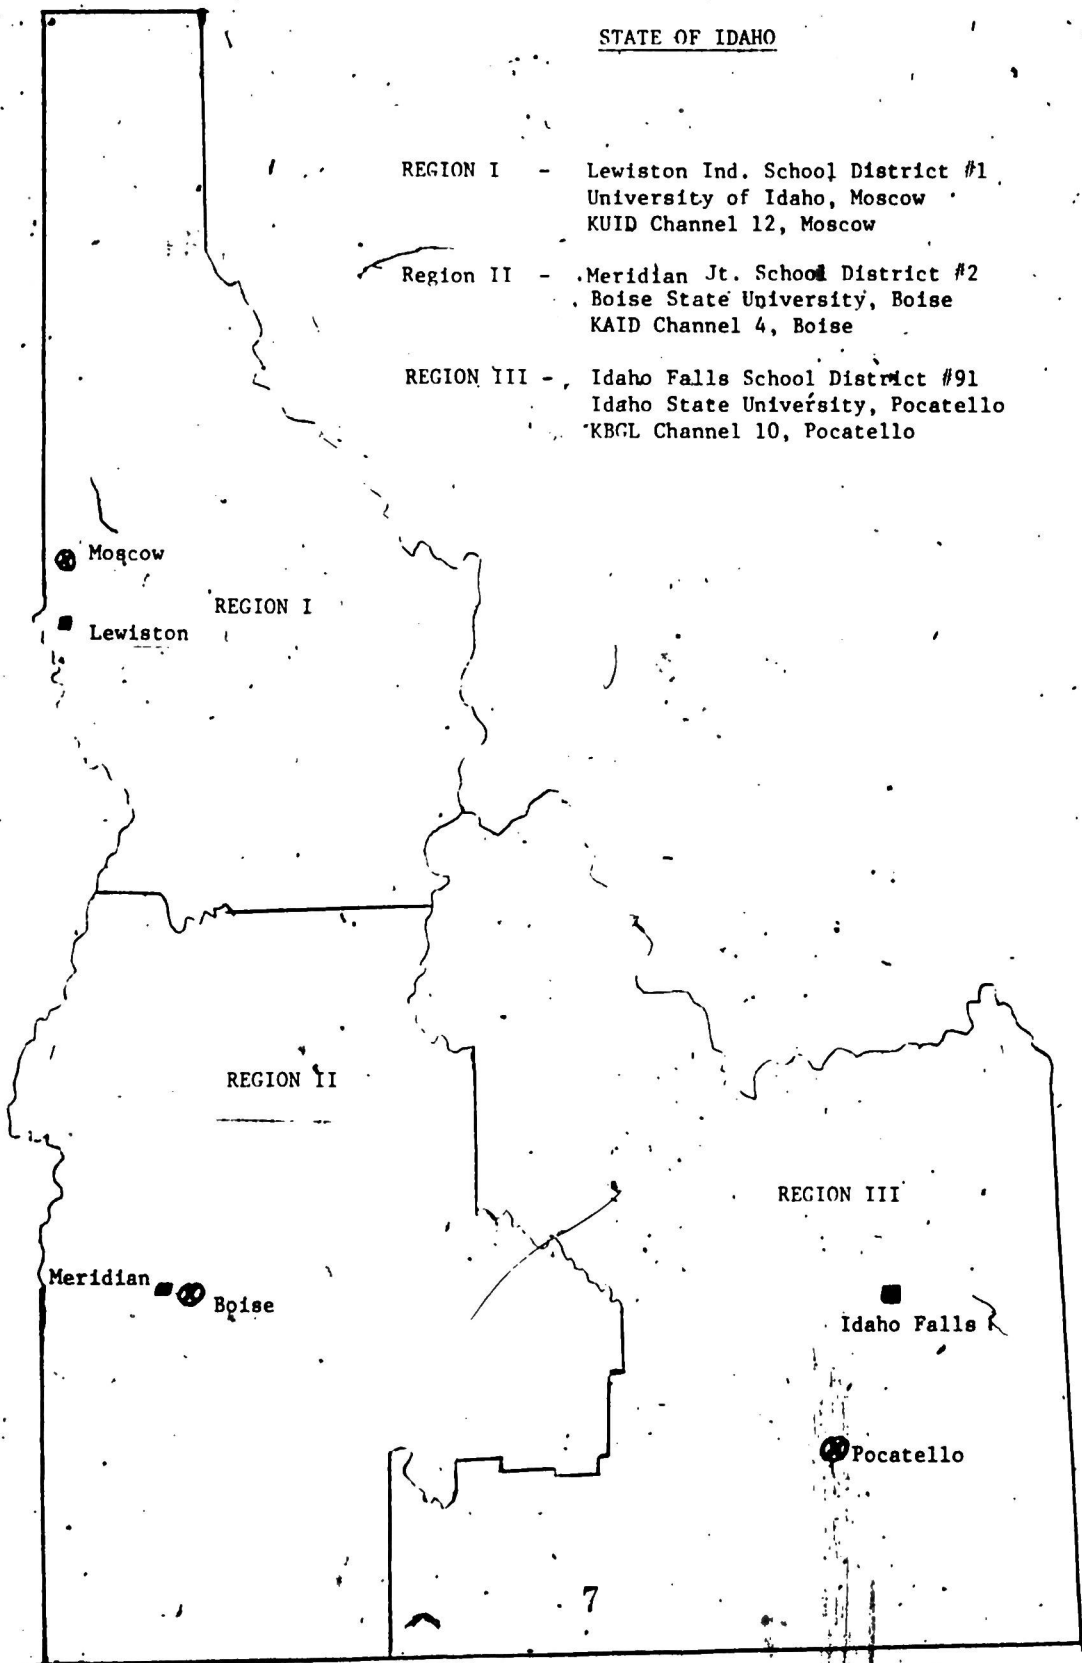 STATE OF IDAHO
REGION I - Lewiston Ind. School District #1
University of Idaho, Moscow
KUID Channel 12, Moscow
Region II - Meridian Jt. School District #2
Boise State University, Boise
KAID Channel 4, Boise
REGION III - Idaho Falls School District #91
Idaho State University, Pocatello
KBGL Channel 10, Pocatello
Moscow
REGION I
Lewiston
REGION II
REGION III
Meridian
Boise
Idaho Falls
Pocatello
7